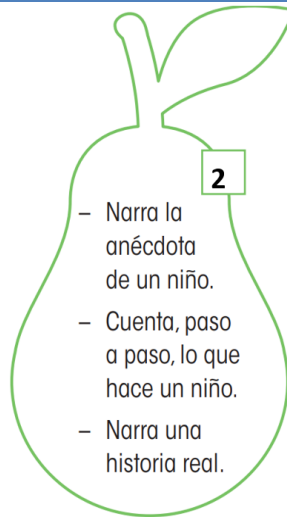 2
– Narra la
anécdota
de un niño.
– Cuenta, paso
a paso, lo que
hace un niño.
– Narra una
historia real.